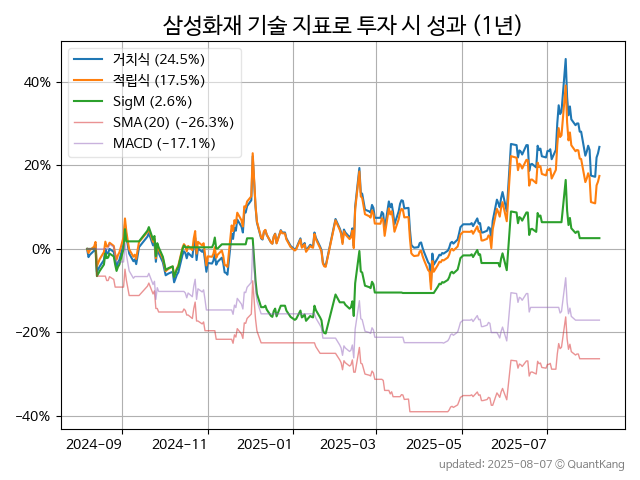 삼성화재 기술 지표로 투자 시 성과 (1년)
거치식 (24.5%)
적립식 (17.5%)
SigM (2.6%)
SMA(20) (−26.3%)
MACD (−17.1%)
40%
20%
0%
−20%
−40%
2024-09 2024-11 2025-01 2025-03 2025-05 2025-07
updated: 2025-08-07 © QuantKang